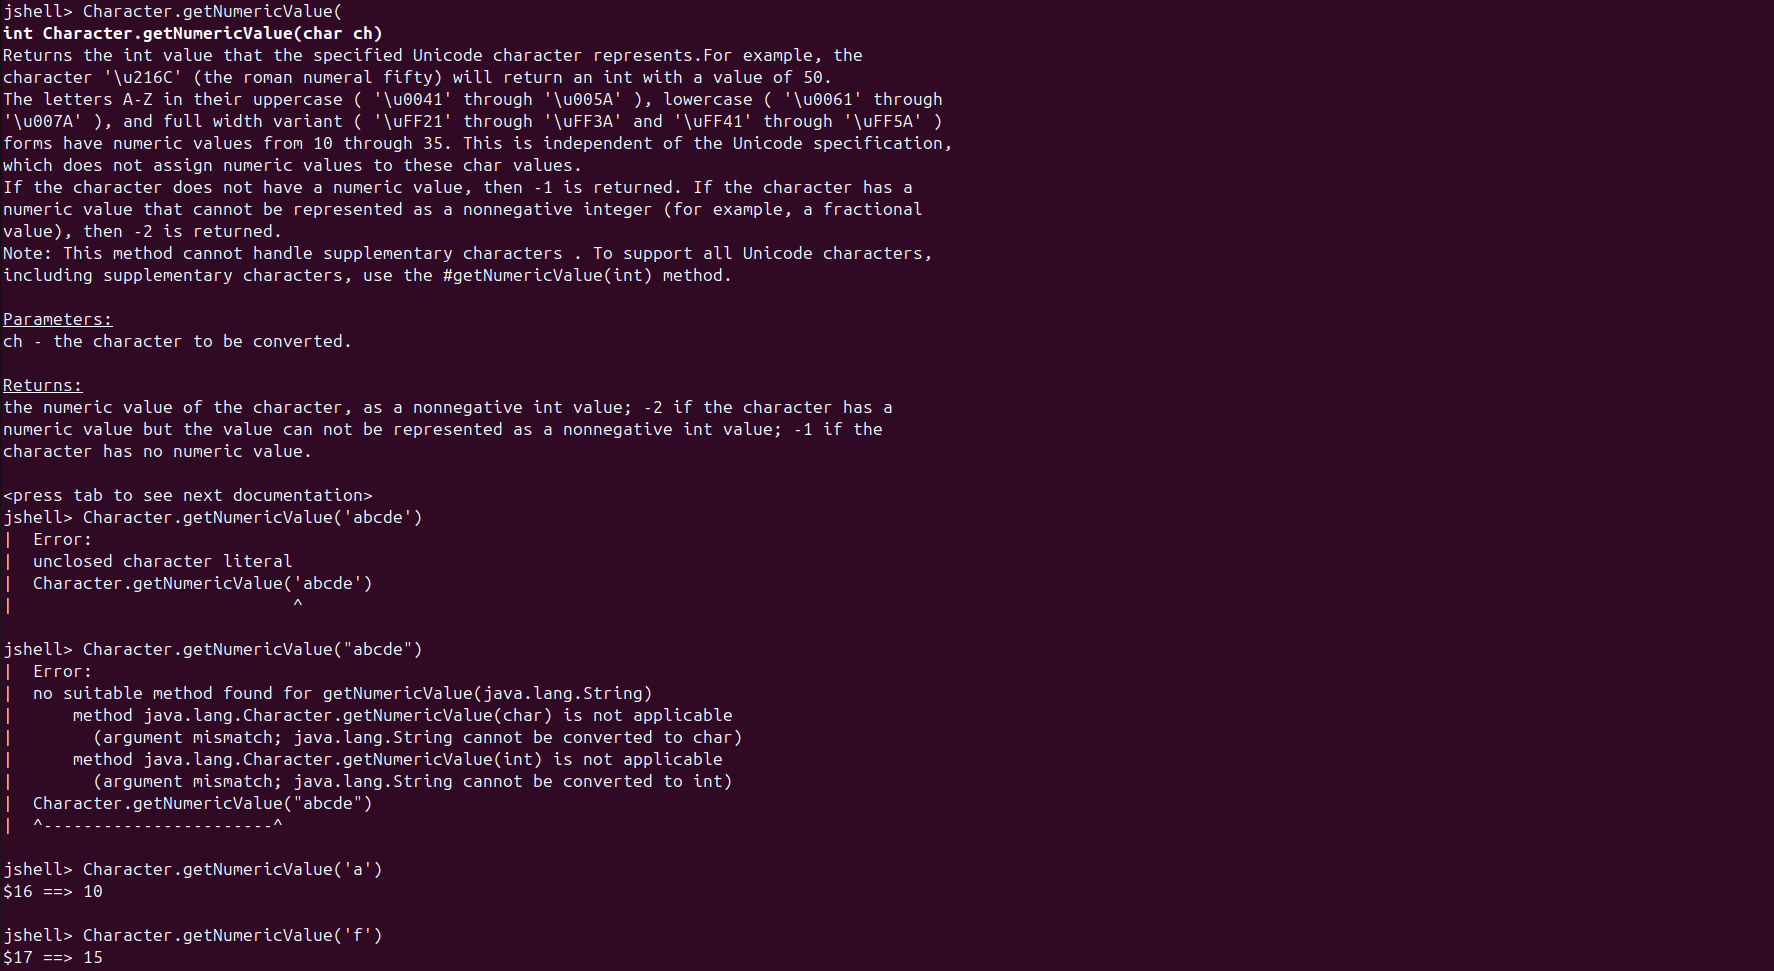 jshell> Character.getNumericValue(
int Character.getNumericValue(char ch)
Returns the int value that the specified Unicode character represents.For example, the
character '\u216C' (the roman numeral fifty) will return an int with a value of 50.
The letters A-Z in their uppercase ( '\u0041' through '\u005A' ), lowercase ( '\u0061' through
'\u007A' ), and full width variant ( '\uFF21' through '\uFF3A' and '\uFF41' through '\uFF5A' )
forms have numeric values from 10 through 35. This is independent of the Unicode specification,
which does not assign numeric values to these char values.
If the character does not have a numeric value, then -1 is returned. If the character has a
numeric value that cannot be represented as a nonnegative integer (for example, a fractional
value), then -2 is returned.
Note: This method cannot handle supplementary characters . To support all Unicode characters,
including supplementary characters, use the #getNumericValue(int) method.

Parameters:
ch - the character to be converted.

Returns:
the numeric value of the character, as a nonnegative int value; -2 if the character has a
numeric value but the value can not be represented as a nonnegative int value; -1 if the
character has no numeric value.

<press tab to see next documentation>
jshell> Character.getNumericValue('abcde')
|  Error:
|  unclosed character literal
|  Character.getNumericValue('abcde')
|                            ^

jshell> Character.getNumericValue("abcde")
|  Error:
|  no suitable method found for getNumericValue(java.lang.String)
|      method java.lang.Character.getNumericValue(char) is not applicable
|        (argument mismatch; java.lang.String cannot be converted to char)
|      method java.lang.Character.getNumericValue(int) is not applicable
|        (argument mismatch; java.lang.String cannot be converted to int)
|  Character.getNumericValue("abcde")
|  ^-----------------------^

jshell> Character.getNumericValue('a')
$16 ==> 10

jshell> Character.getNumericValue('f')
$17 ==> 15